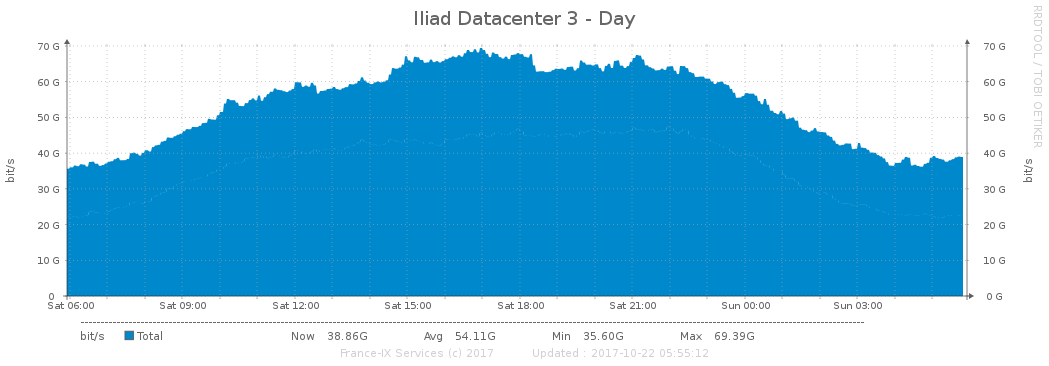 Iliad Datacenter 3 - Day
RRDTOOL / TOBI OETIKER
70 G 70 G
60 G 60 G
50 G 50 G
40 G 40 G
30 G 30 G
20 G 20 G
10 G 10 G
0 0 G
bit/s bit/s
Sat 06:00 Sat 09:00 Sat 12:00 Sat 15:00 Sat 18:00 Sat 21:00 Sun 00:00 Sun 03:00
bit/s Total Now 38.86G Avg 54.11G Min 35.60G Max 69.39G
France-IX Services (c) 2017 Updated : 2017-10-22 05:55:12